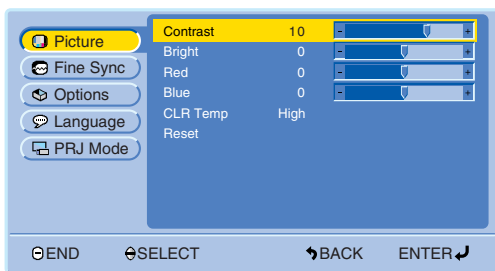 Picture
Fine Sync
Options
Language
PRJ Mode
Contrast 10 - +
Bright 0 - +
Red 0 - +
Blue 0 - +
CLR Temp High
Reset
END SELECT BACK ENTER